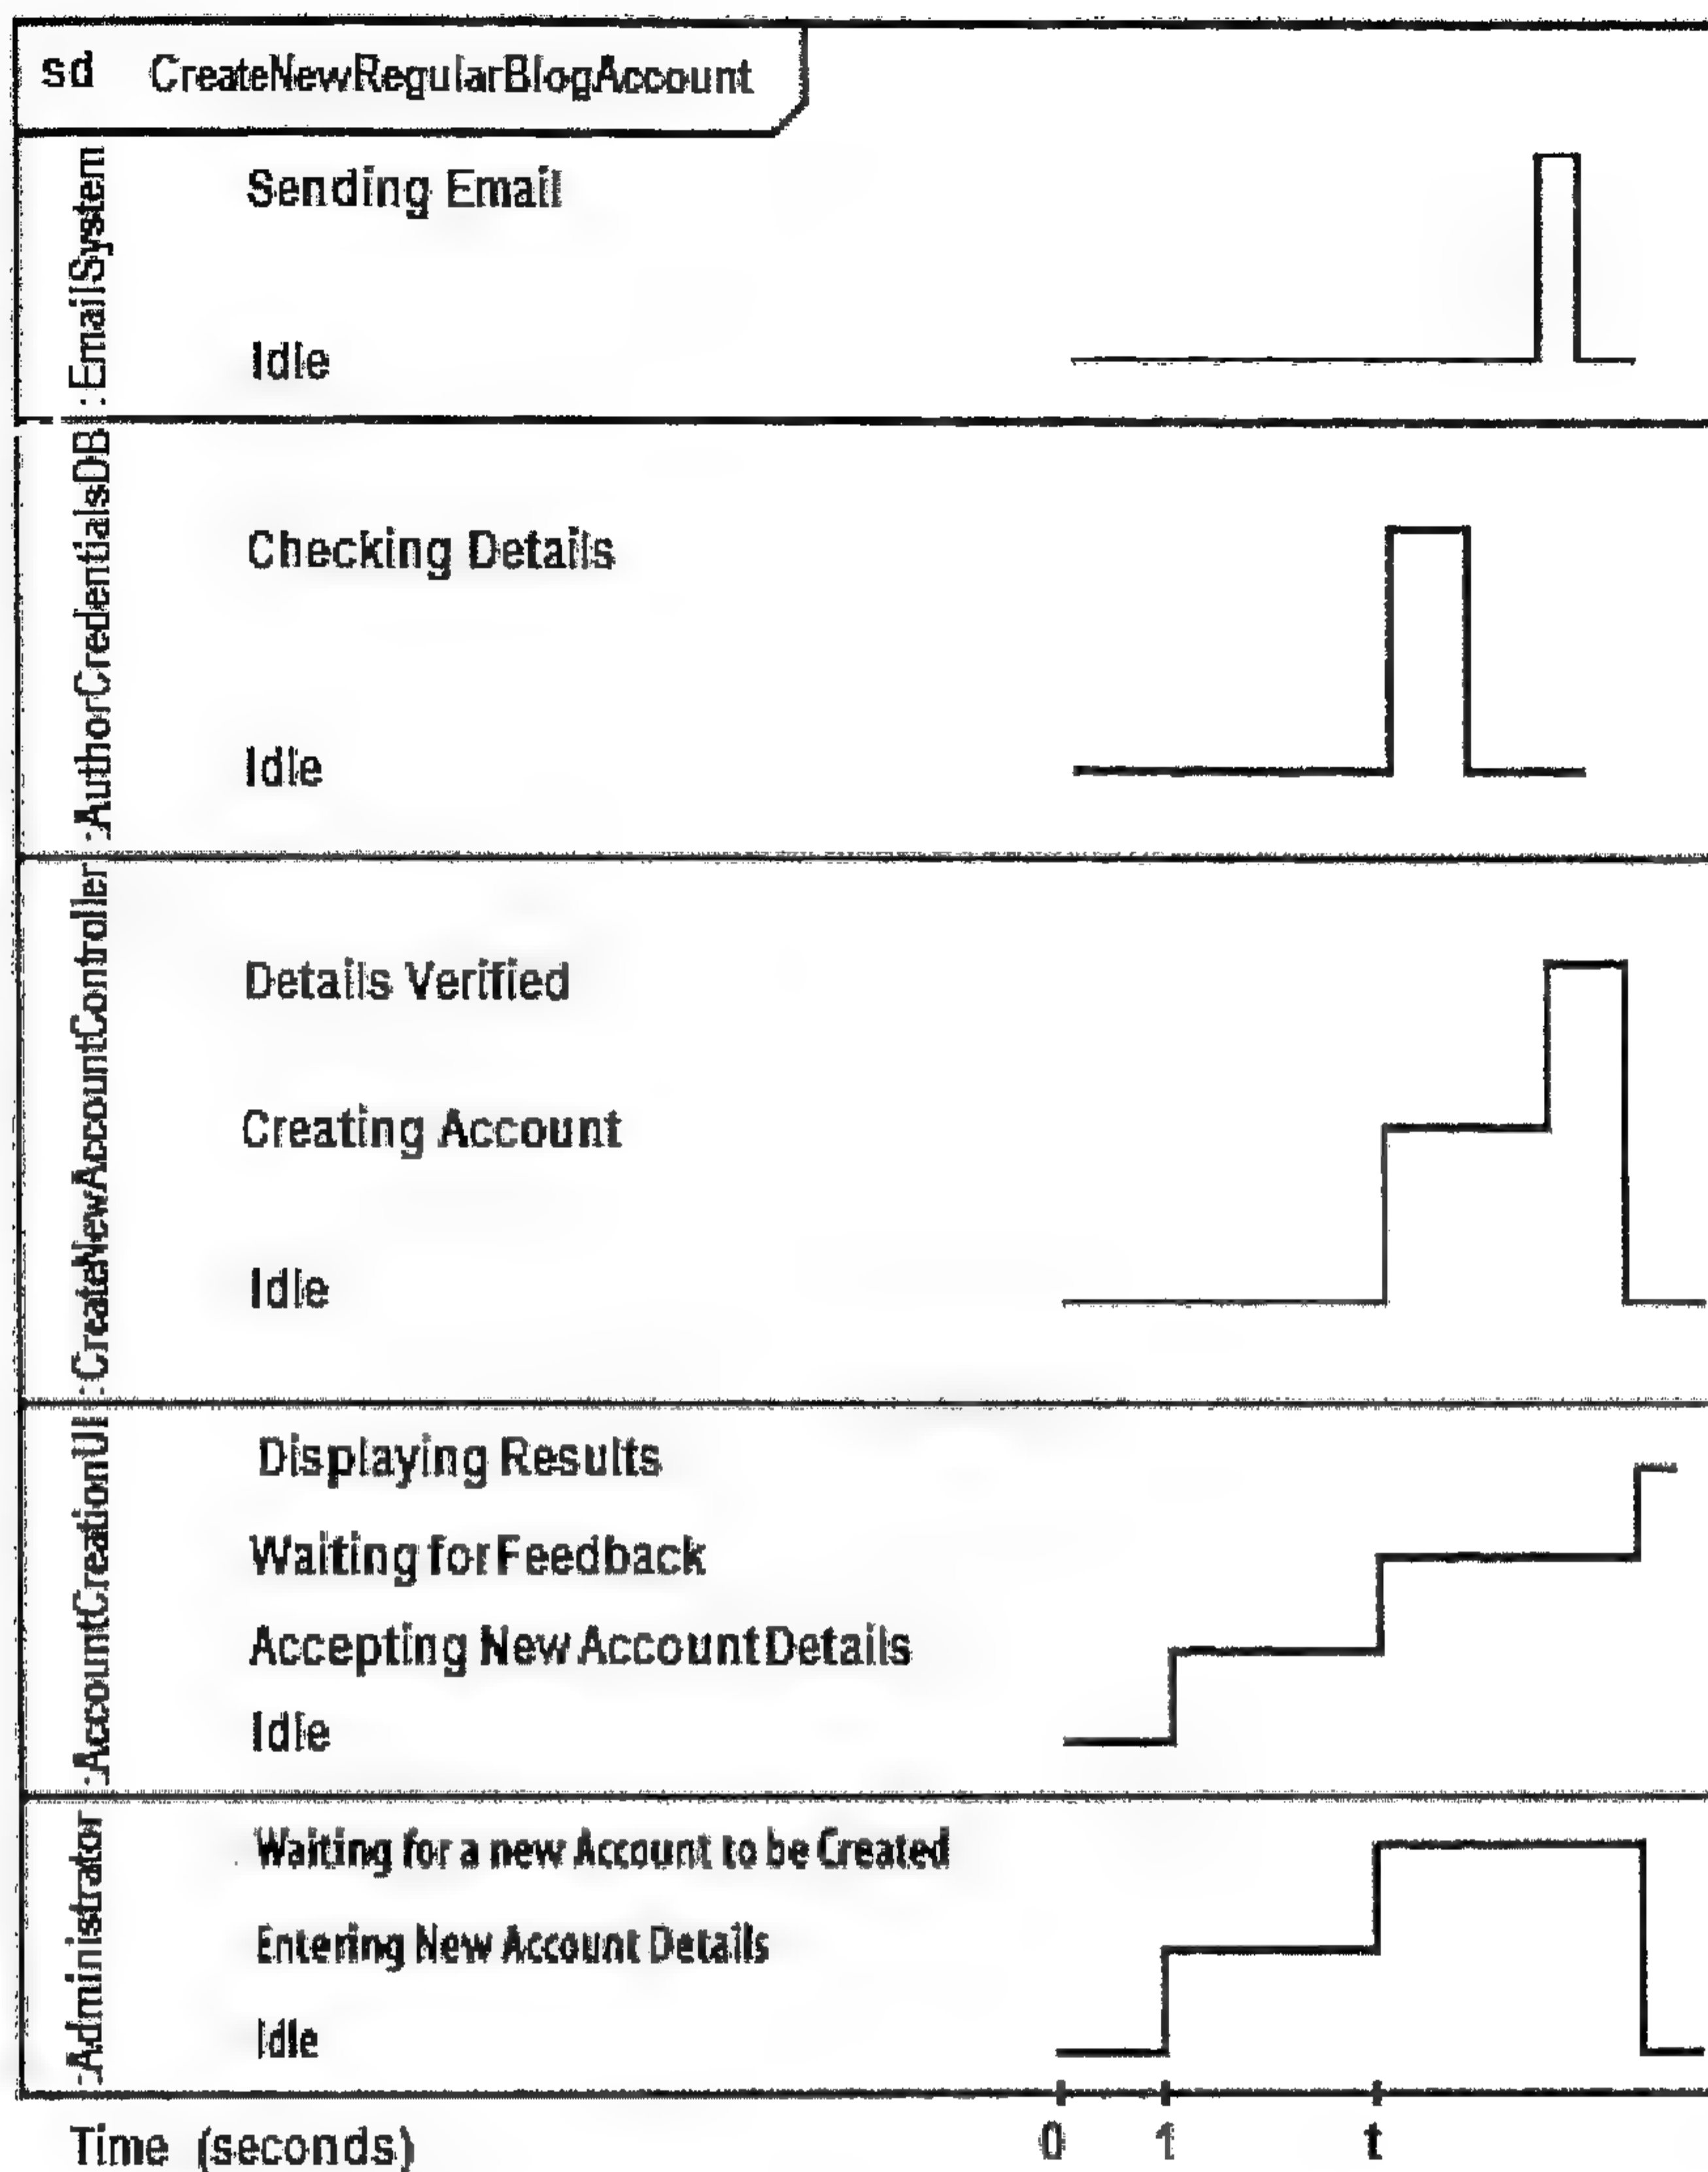 sd CreateNewRegularBlogAccount
:EmailSystem
Sending Email
Idle
:AuthorCredentialsDB
Checking Details
Idle
:CreateNewAccountController
Details Verified
Creating Account
Idle
:AccountCreationUI
Displaying Results
Waiting for Feedback
Accepting New Account Details
Idle
:Administrator
Waiting for a new Account to be Created
Entering New Account Details
Idle
Time (seconds) 0 1 t